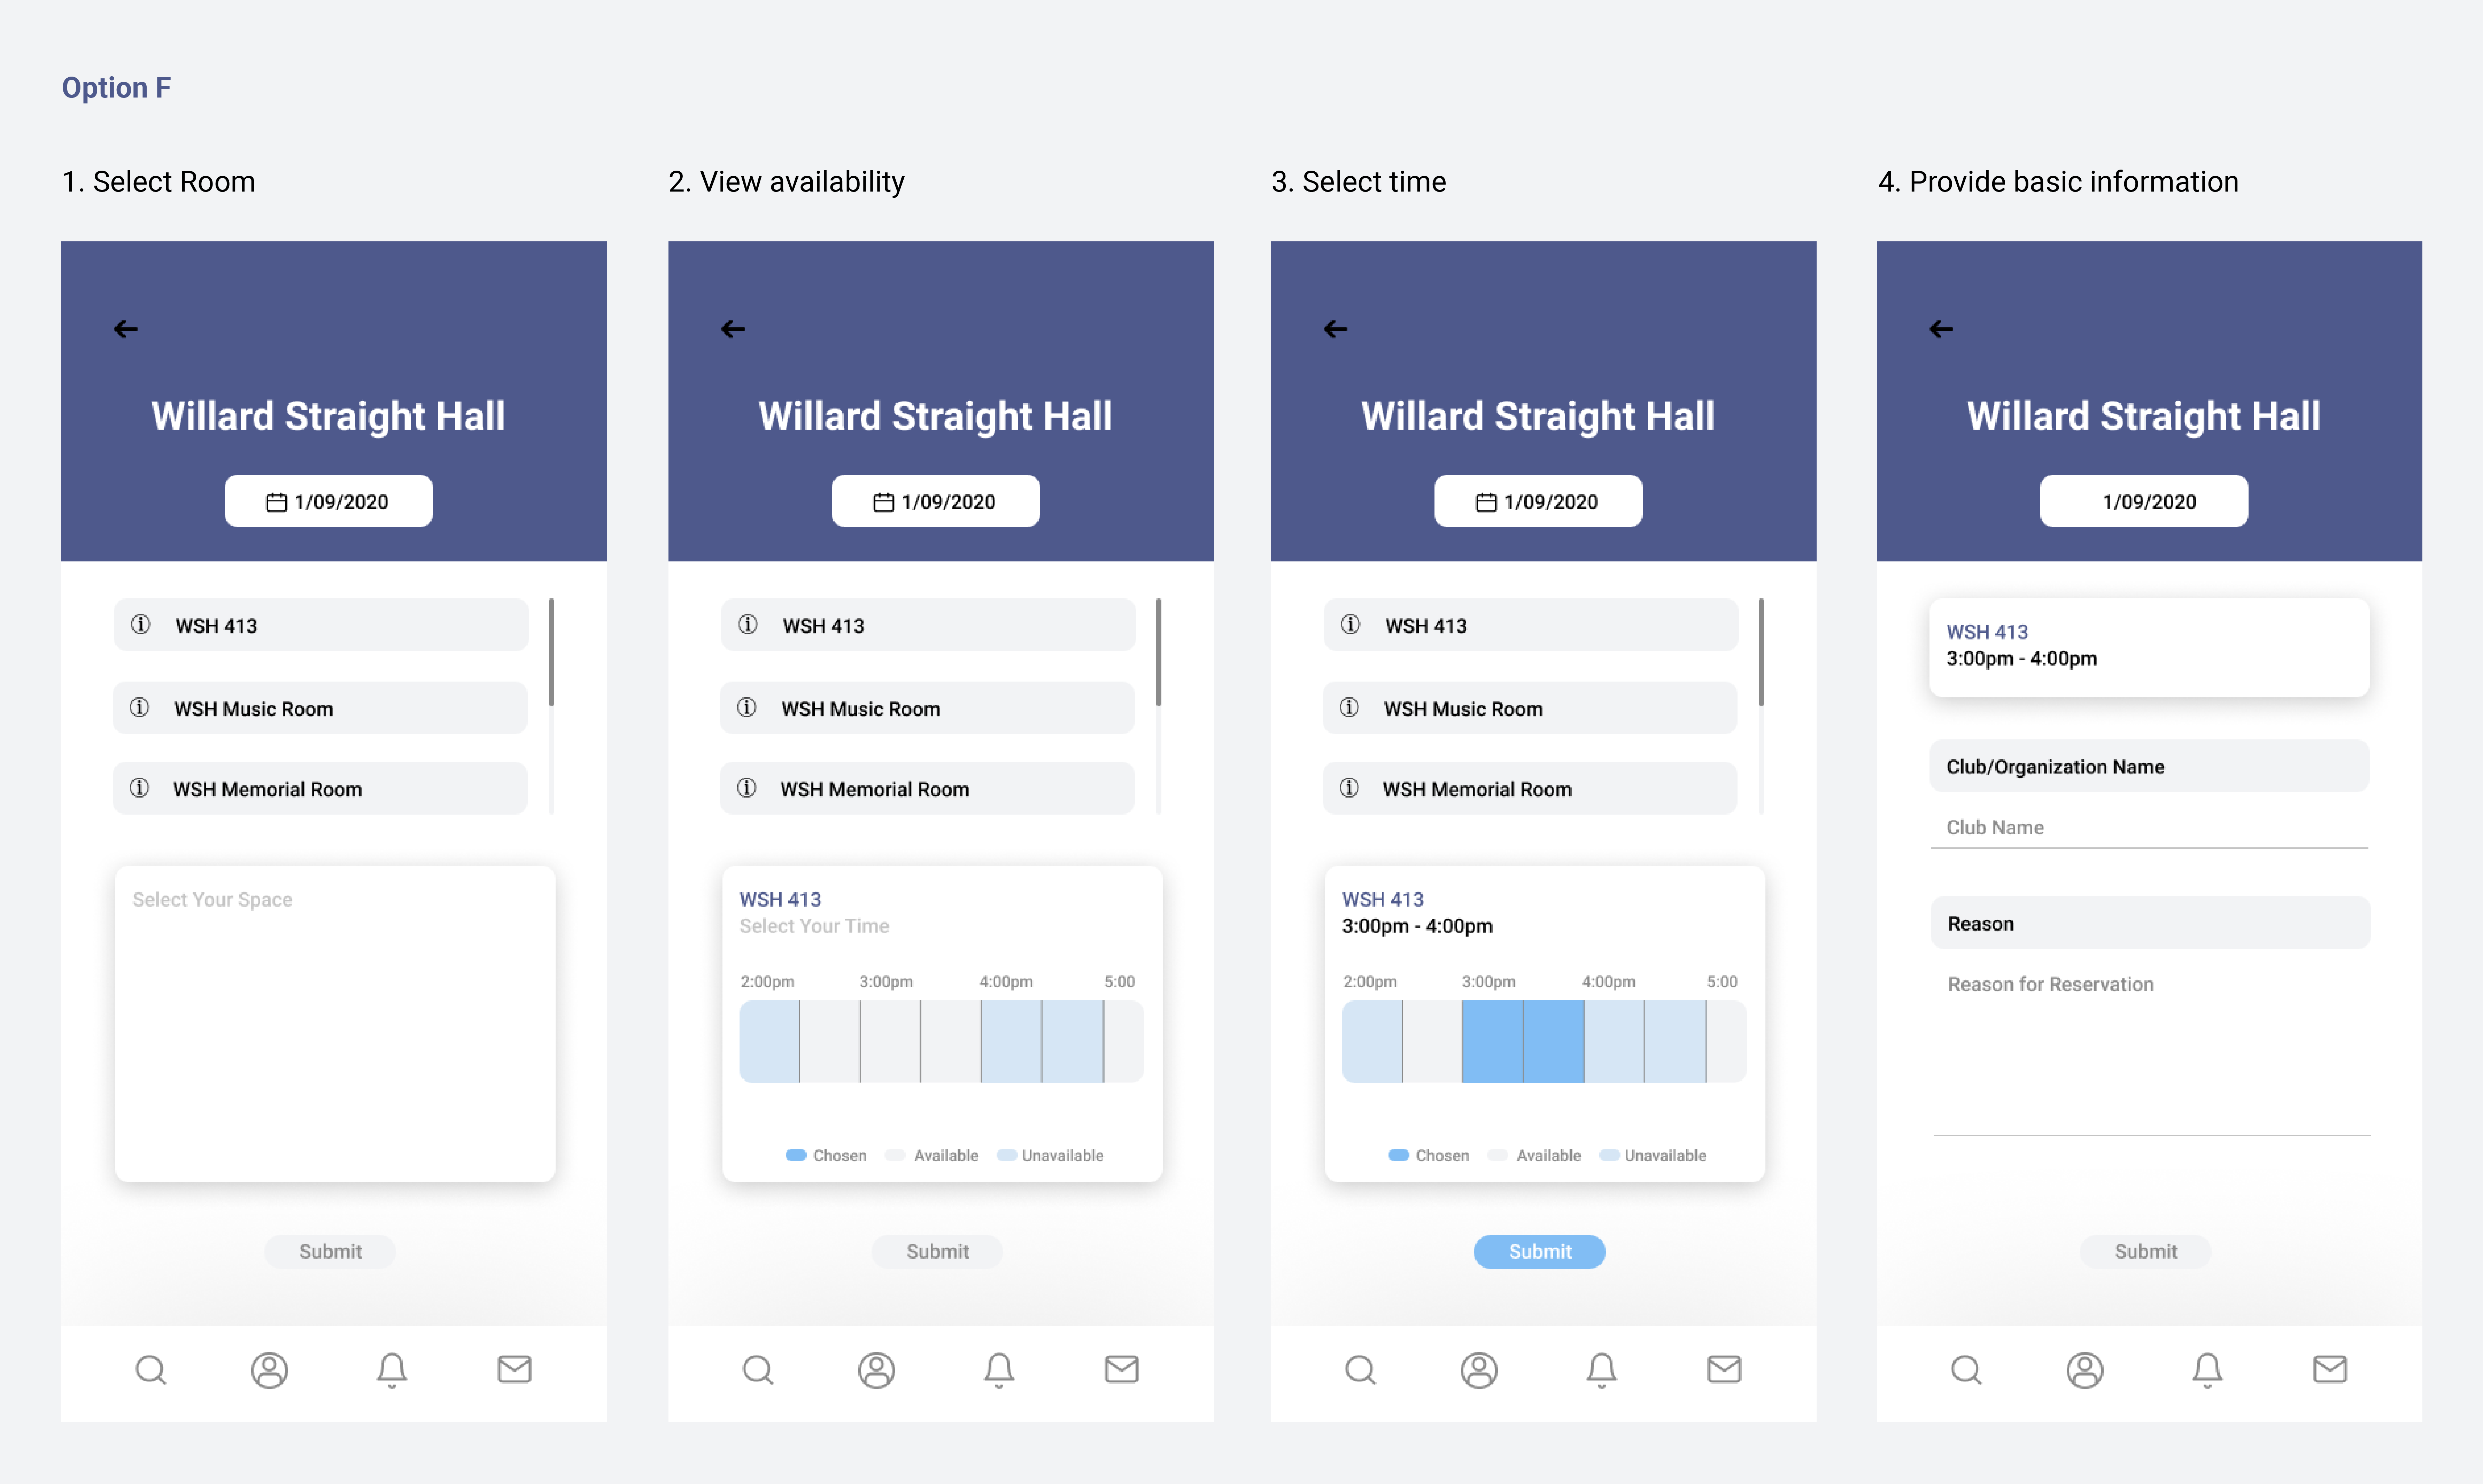 Option F
1. Select Room
Willard Straight Hall
1/09/2020
WSH 413
WSH Music Room
WSH Memorial Room
Select Your Space
Submit
2. View availability
Willard Straight Hall
1/09/2020
WSH 413
WSH Music Room
WSH Memorial Room
WSH 413
Select Your Time
2:00pm 3:00pm 4:00pm 5:00
Chosen Available Unavailable
Submit
3. Select time
Willard Straight Hall
1/09/2020
WSH 413
WSH Music Room
WSH Memorial Room
WSH 413
3:00pm - 4:00pm
2:00pm 3:00pm 4:00pm 5:00
Chosen Available Unavailable
Submit
4. Provide basic information
Willard Straight Hall
1/09/2020
WSH 413
3:00pm - 4:00pm
Club/Organization Name
Club Name
Reason
Reason for Reservation
Submit